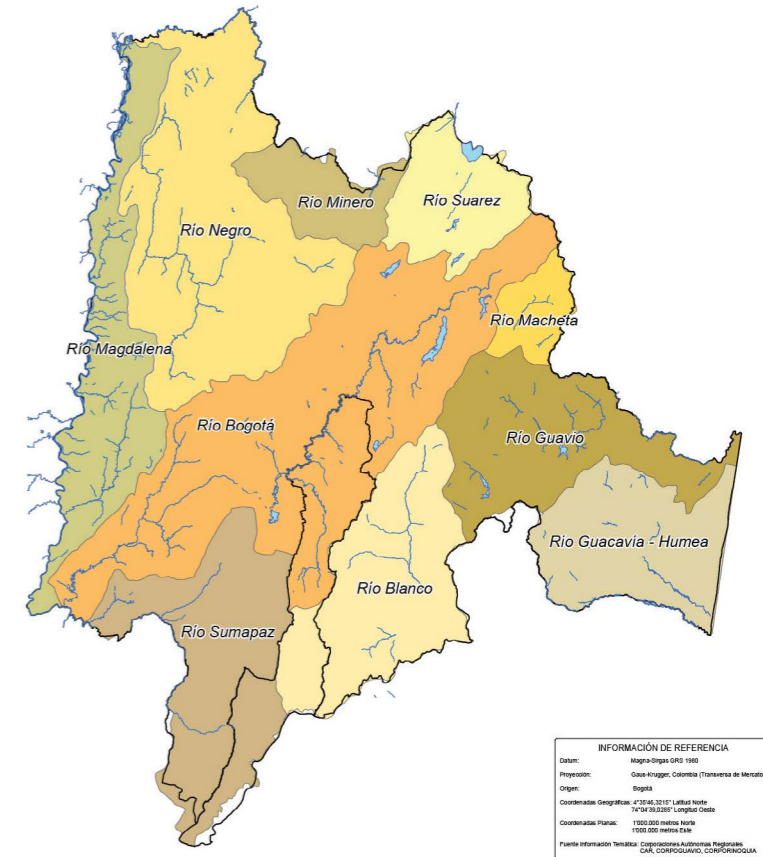 Río Minero
Río Suarez
Río Negro
Río Macheta
Río Magdalena
Río Bogotá
Río Guavio
Rio Guacavia - Humea
Río Blanco
Río Sumapaz
INFORMACIÓN DE REFERENCIA
Datum: Magna-Sirgas GRS 1980
Proyección: Gaus-Krugger, Colombia (Transversa de Mercato
Origen: Bogotá
Coordenadas Geográficas: 4°35'46,3215" Latitud Norte
74°04'39,0285" Longitud Oeste
Coordenadas Planas: 1'000.000 metros Norte
1'000.000 metros Este
Fuente Información Temática: Corporaciones Autónomas Regionales
CAR, CORPOGUAVIO, CORPORINOQUIA